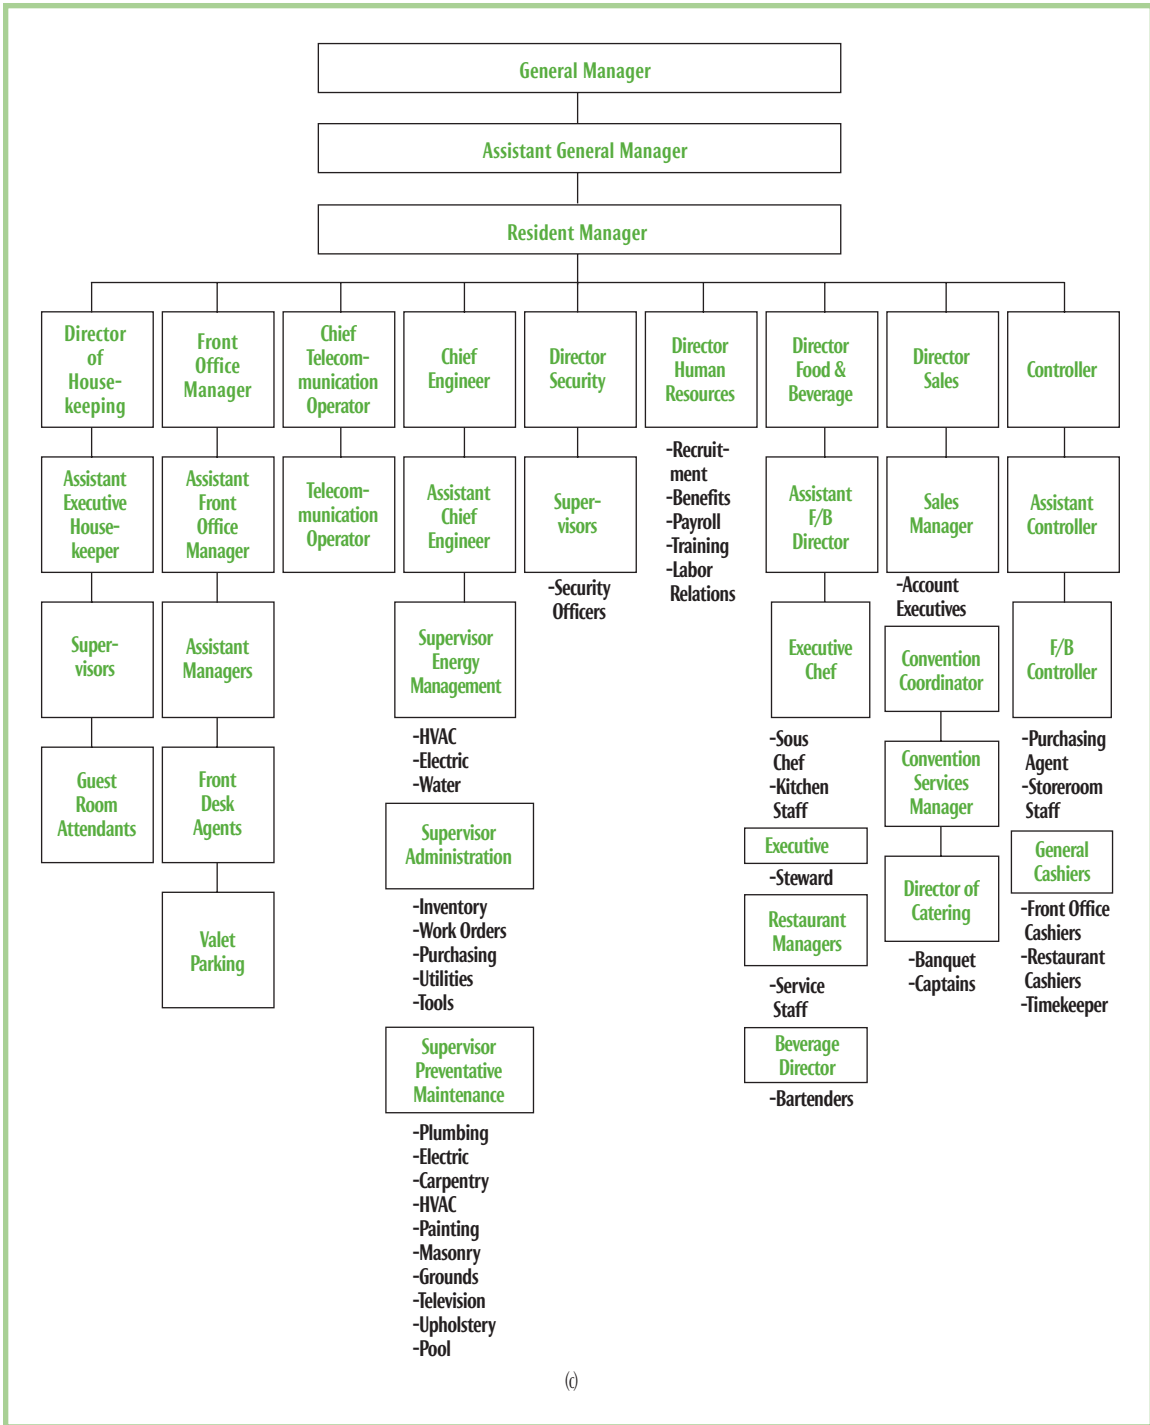 General Manager
Assistant General Manager
Resident Manager
Director
of
House-
keeping
Front
Office
Manager
Chief
Telecom-
munication
Operator
Chief
Engineer
Director
Security
Director
Human
Resources
Director
Food &
Beverage
Director
Sales
Controller
Assistant
Executive
House-
keeper
Assistant
Front
Office
Manager
Telecom-
munication
Operator
Assistant
Chief
Engineer
Super-
visors
-Security
Officers
-Recruit-
ment
-Benefits
-Payroll
-Training
-Labor
Relations
Assistant
F/B
Director
Sales
Manager
-Account
Executives
Assistant
Controller
Super-
visors
Assistant
Managers
Supervisor
Energy
Management
-HVAC
-Electric
-Water
Executive
Chef
-Sous
Chef
-Kitchen
Staff
Convention
Coordinator
F/B
Controller
-Purchasing
Agent
-Storeroom
Staff
Guest
Room
Attendants
Front
Desk
Agents
Convention
Services
Manager
Supervisor
Administration
-Inventory
-Work Orders
-Purchasing
-Utilities
-Tools
Executive
-Steward
General
Cashiers
-Front Office
Cashiers
-Restaurant
Cashiers
-Timekeeper
Valet
Parking
Restaurant
Managers
-Service
Staff
Director of
Catering
-Banquet
-Captains
Supervisor
Preventative
Maintenance
-Plumbing
-Electric
-Carpentry
-HVAC
-Painting
-Masonry
-Grounds
-Television
-Upholstery
-Pool
Beverage
Director
-Bartenders
(c)